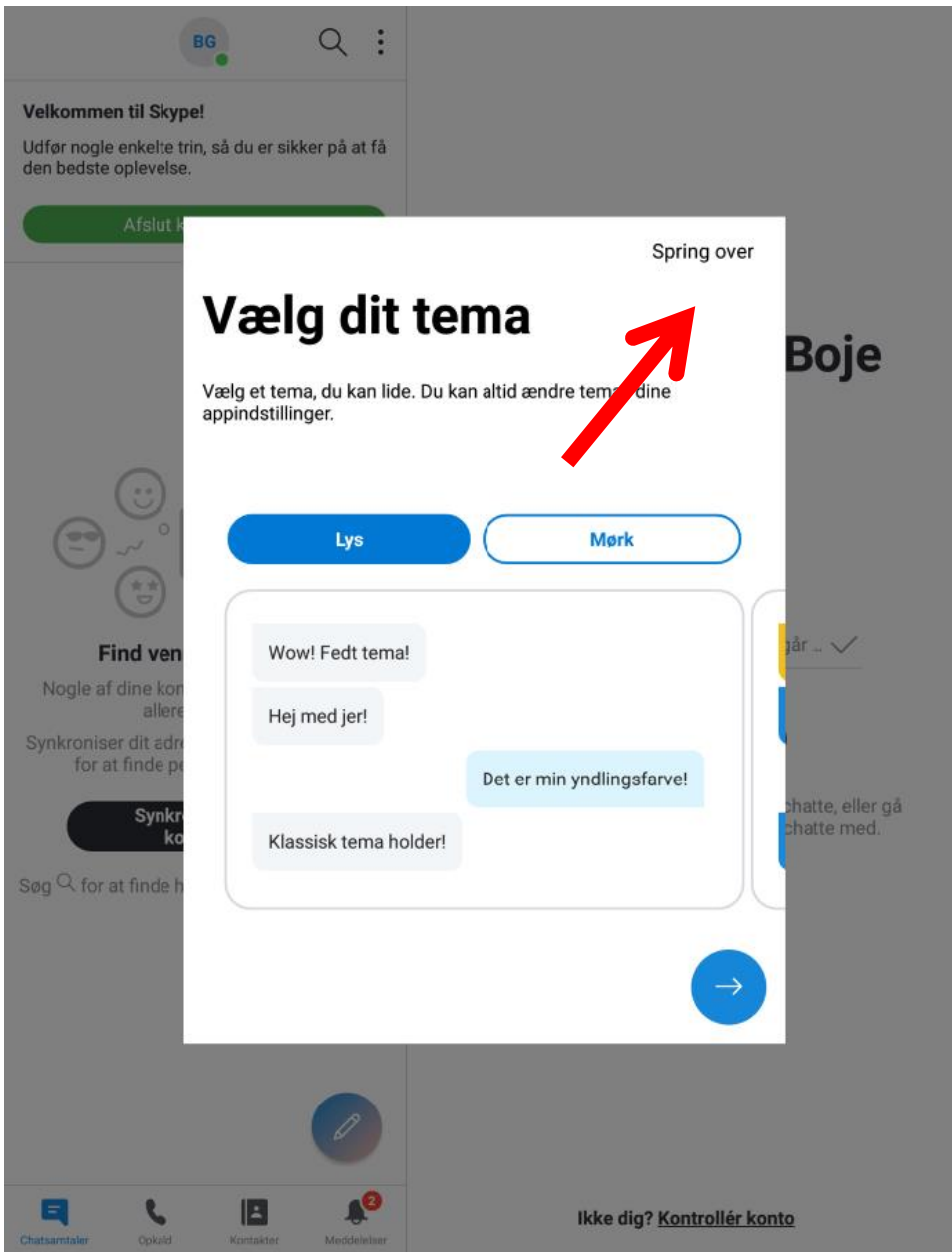 BG
Velkommen til Skype!
Udfør nogle enkelte trin, så du er sikker på at få
den bedste oplevelse.
Afslut k
Spring over
Vælg dit tema
Vælg et tema, du kan lide. Du kan altid ændre tema dine
appindstillinger.
Lys
Mørk
Wow! Fedt tema!
Hej med jer!
Det er min yndlingsfarve!
Klassisk tema holder!
Boje
Find ven
Nogle af dine kon
allere
Synkroniser dit adre
for at finde pe
Synkr
ko
Søg for at finde h
går ..
chatte, eller gå
chatte med.
Chatsamtaler
Opkald
Kontakter
2
Meddelelser
Ikke dig? Kontrollér konto